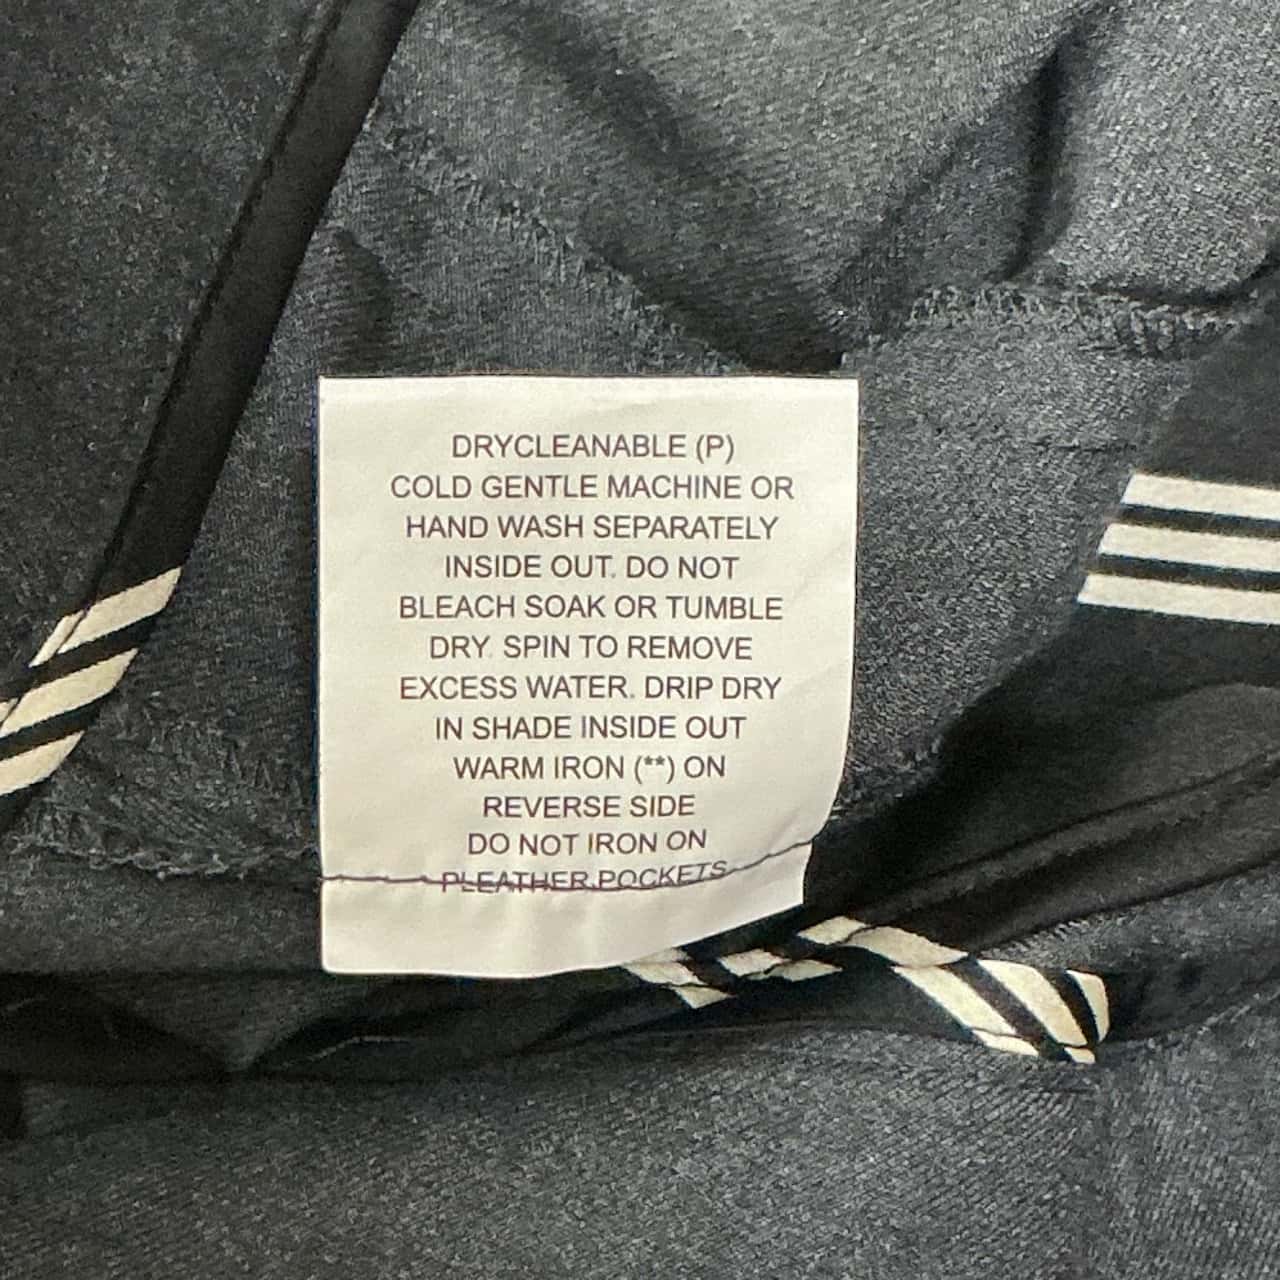 DRYCLEANABLE (P)
COLD GENTLE MACHINE OR
HAND WASH SEPARATELY
INSIDE OUT. DO NOT
BLEACH SOAK OR TUMBLE
DRY. SPIN TO REMOVE
EXCESS WATER. DRIP DRY
IN SHADE INSIDE OUT
WARM IRON (**) ON
REVERSE SIDE
DO NOT IRON ON
PLEATHER POCKETS